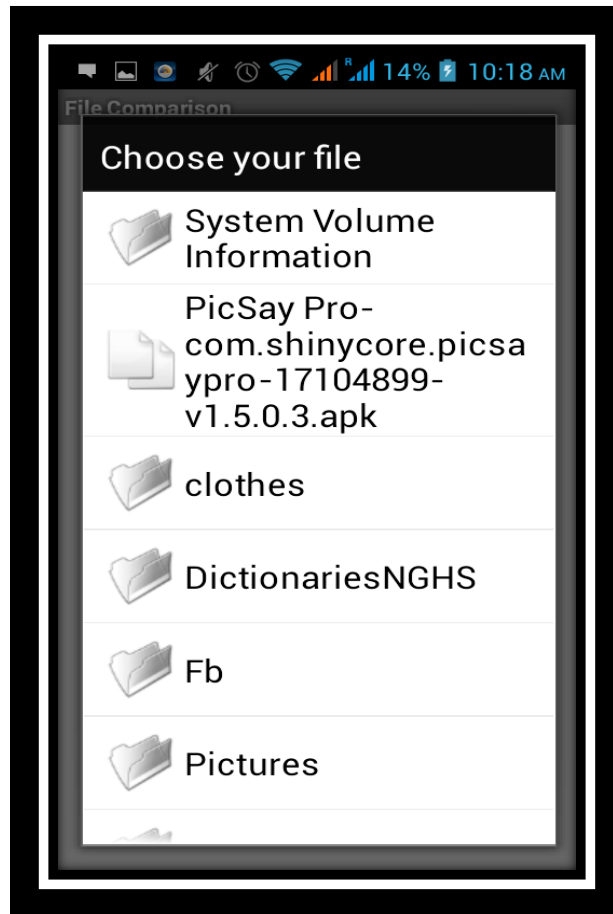 R 14% 10:18 AM
File Comparison
Choose your file
System Volume
Information
PicSay Pro-
com.shinycore.picsa
ypro-17104899-
v1.5.0.3.apk
clothes
DictionariesNGHS
Fb
Pictures